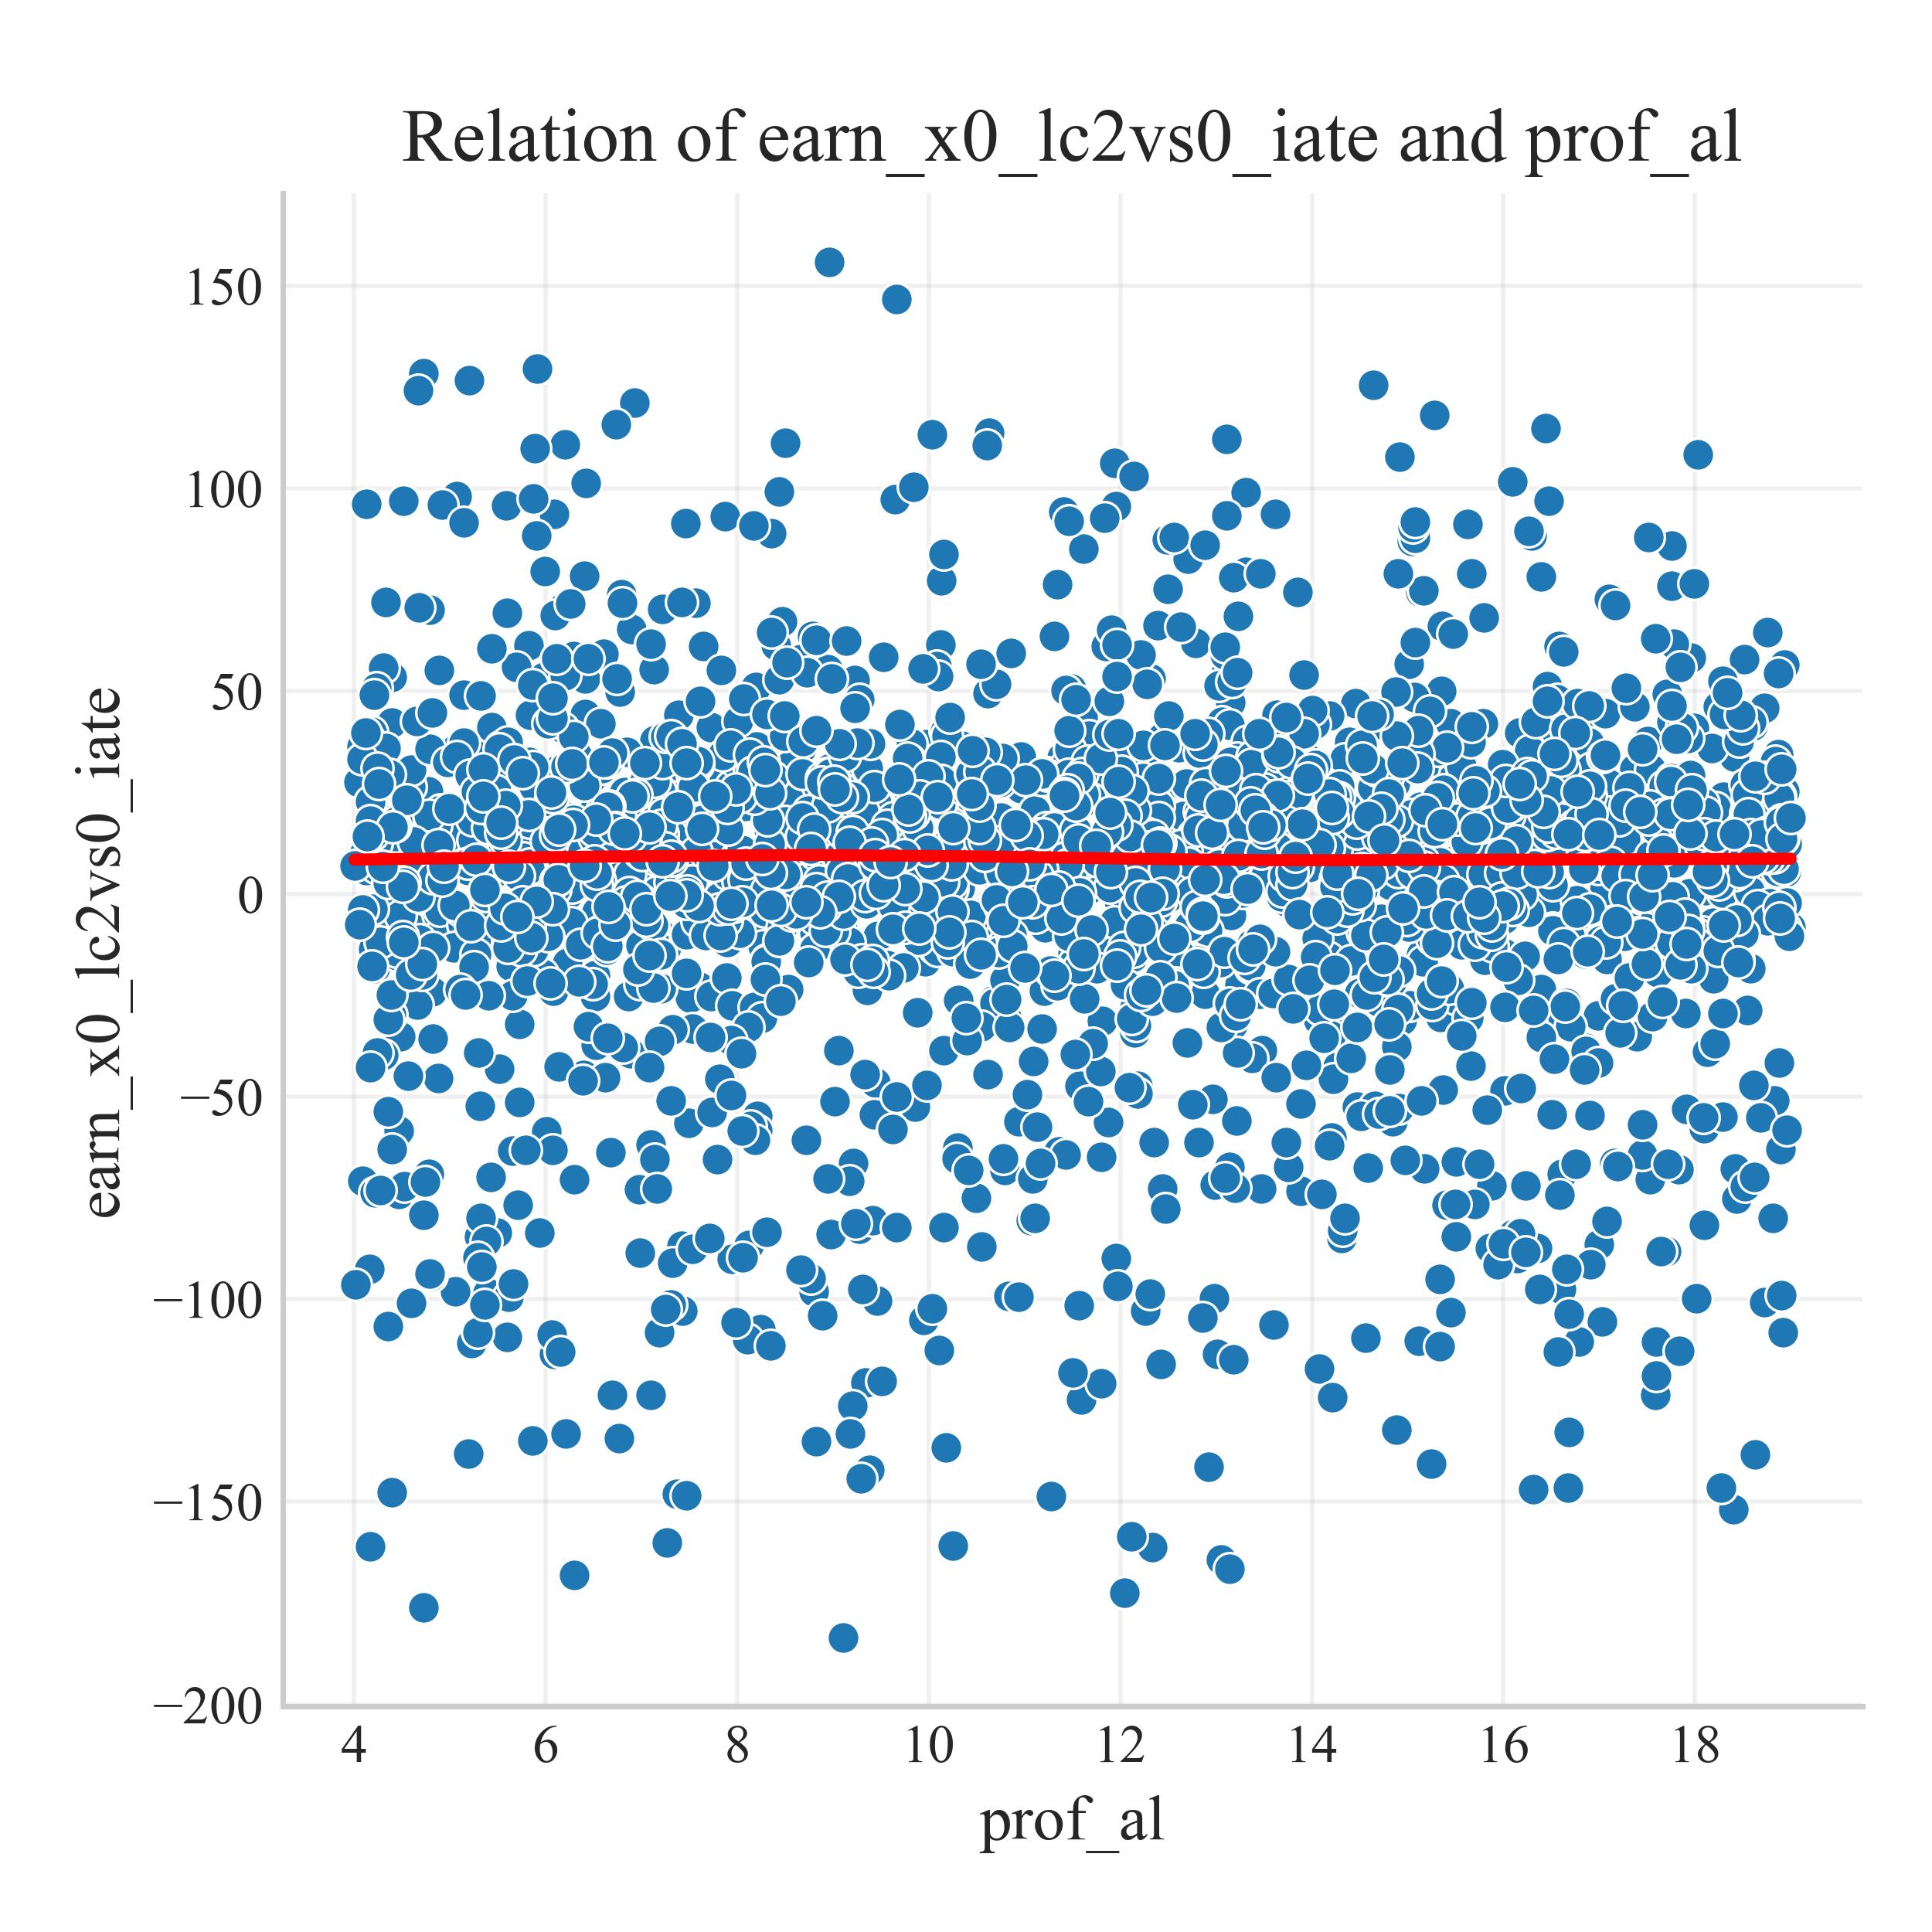 Relation of earn_x0_lc2vs0_iate and prof_al
earn_x0_lc2vs0_iate
150
100
50
0
−50
−100
−150
−200
4 6 8 10 12 14 16 18
prof_al